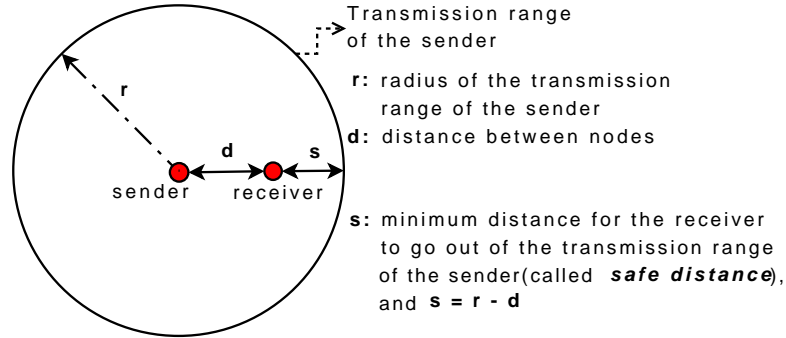 Transmission range
of the sender
r
r: radius of the transmission
range of the sender
d: distance between nodes
d
s
sender
receiver
s: minimum distance for the receiver
to go out of the transmission range
of the sender(called safe distance),
and s = r - d